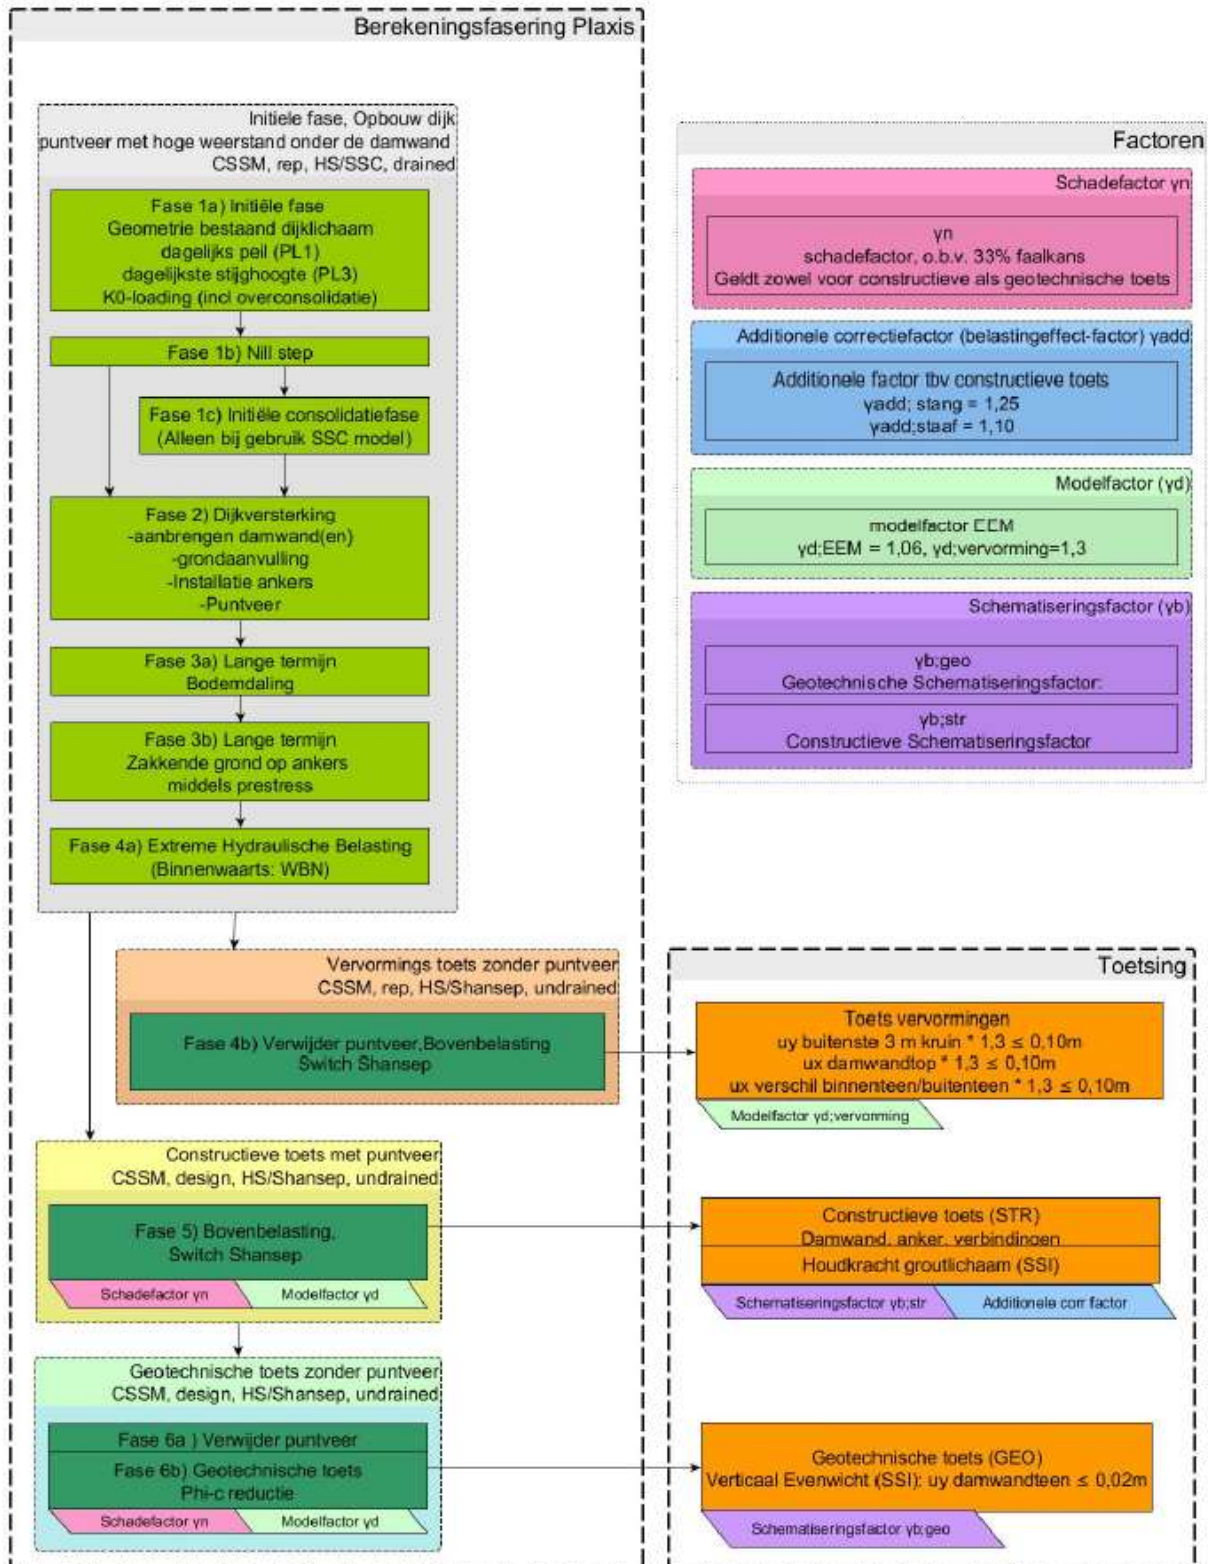 Berekeningsfasering Plaxis
Initiele fase, Opbouw dijk
puntveer met hoge weerstand onder de damwand
CSSM, rep, HS/SSC, drained
Fase 1a) Initiële fase
Geometrie bestaand dijklichaam
dagelijks peil (PL1)
dagelijkste stijghoogte (PL3)
K0-loading (incl overconsolidatie)
Fase 1b) Nill step
Fase 1c) Initiële consolidatiefase
(Alleen bij gebruik SSC model)
Fase 2) Dijkversterking
-aanbrengen damwand(en)
-grondaanvulling
-Installatie ankers
-Puntveer
Fase 3a) Lange termijn
Bodemdaling
Fase 3b) Lange termijn
Zakkende grond op ankers
middels prestress
Fase 4a) Extreme Hydraulische Belasting
(Binnenwaarts: WBN)
Vervormings toets zonder puntveer
CSSM, rep, HS/Shansep, undrained
Fase 4b) Verwijder puntveer,Bovenbelasting
Switch Shansep
Constructieve toets met puntveer
CSSM, design, HS/Shansep, undrained
Fase 5) Bovenbelasting,
Switch Shansep
Schadefactor γn
Modelfactor γd
Geotechnische toets zonder puntveer
CSSM, design, HS/Shansep, undrained
Fase 6a ) Verwijder puntveer
Fase 6b) Geotechnische toets
Phi-c reductie
Schadefactor γn
Modelfactor γd
Factoren
Schadefactor γn
γn
schadefactor, o.b.v. 33% faalkans
Geldt zowel voor constructieve als geotechnische toets
Additionele correctiefactor (belastingeffect-factor) γadd
Additionele factor tbv constructieve toets
γadd; stang = 1,25
γadd;staaf = 1,10
Modelfactor (γd)
modelfactor EEM
γd;EEM = 1,06, γd;vervorming=1,3
Schematiseringsfactor (γb)
γb:geo
Geotechnische Schematiseringsfactor:
γb;str
Constructieve Schematiseringsfactor
Toetsing
Toets vervormingen
uy buitenste 3 m kruin * 1,3 ≤ 0,10m
ux damwandtop * 1,3 ≤ 0,10m
ux verschil binnenteen/buitenteen * 1,3 ≤ 0,10m
Modelfactor γd;vervorming
Constructieve toets (STR)
Damwand, anker, verbindingen
Houdkracht groutlichaam (SSI)
Schematiseringsfactor γb;str
Additionele corr factor
Geotechnische toets (GEO)
Verticaal Evenwicht (SSI): uy damwandteen ≤ 0,02m
Schematiseringsfactor γb;geo